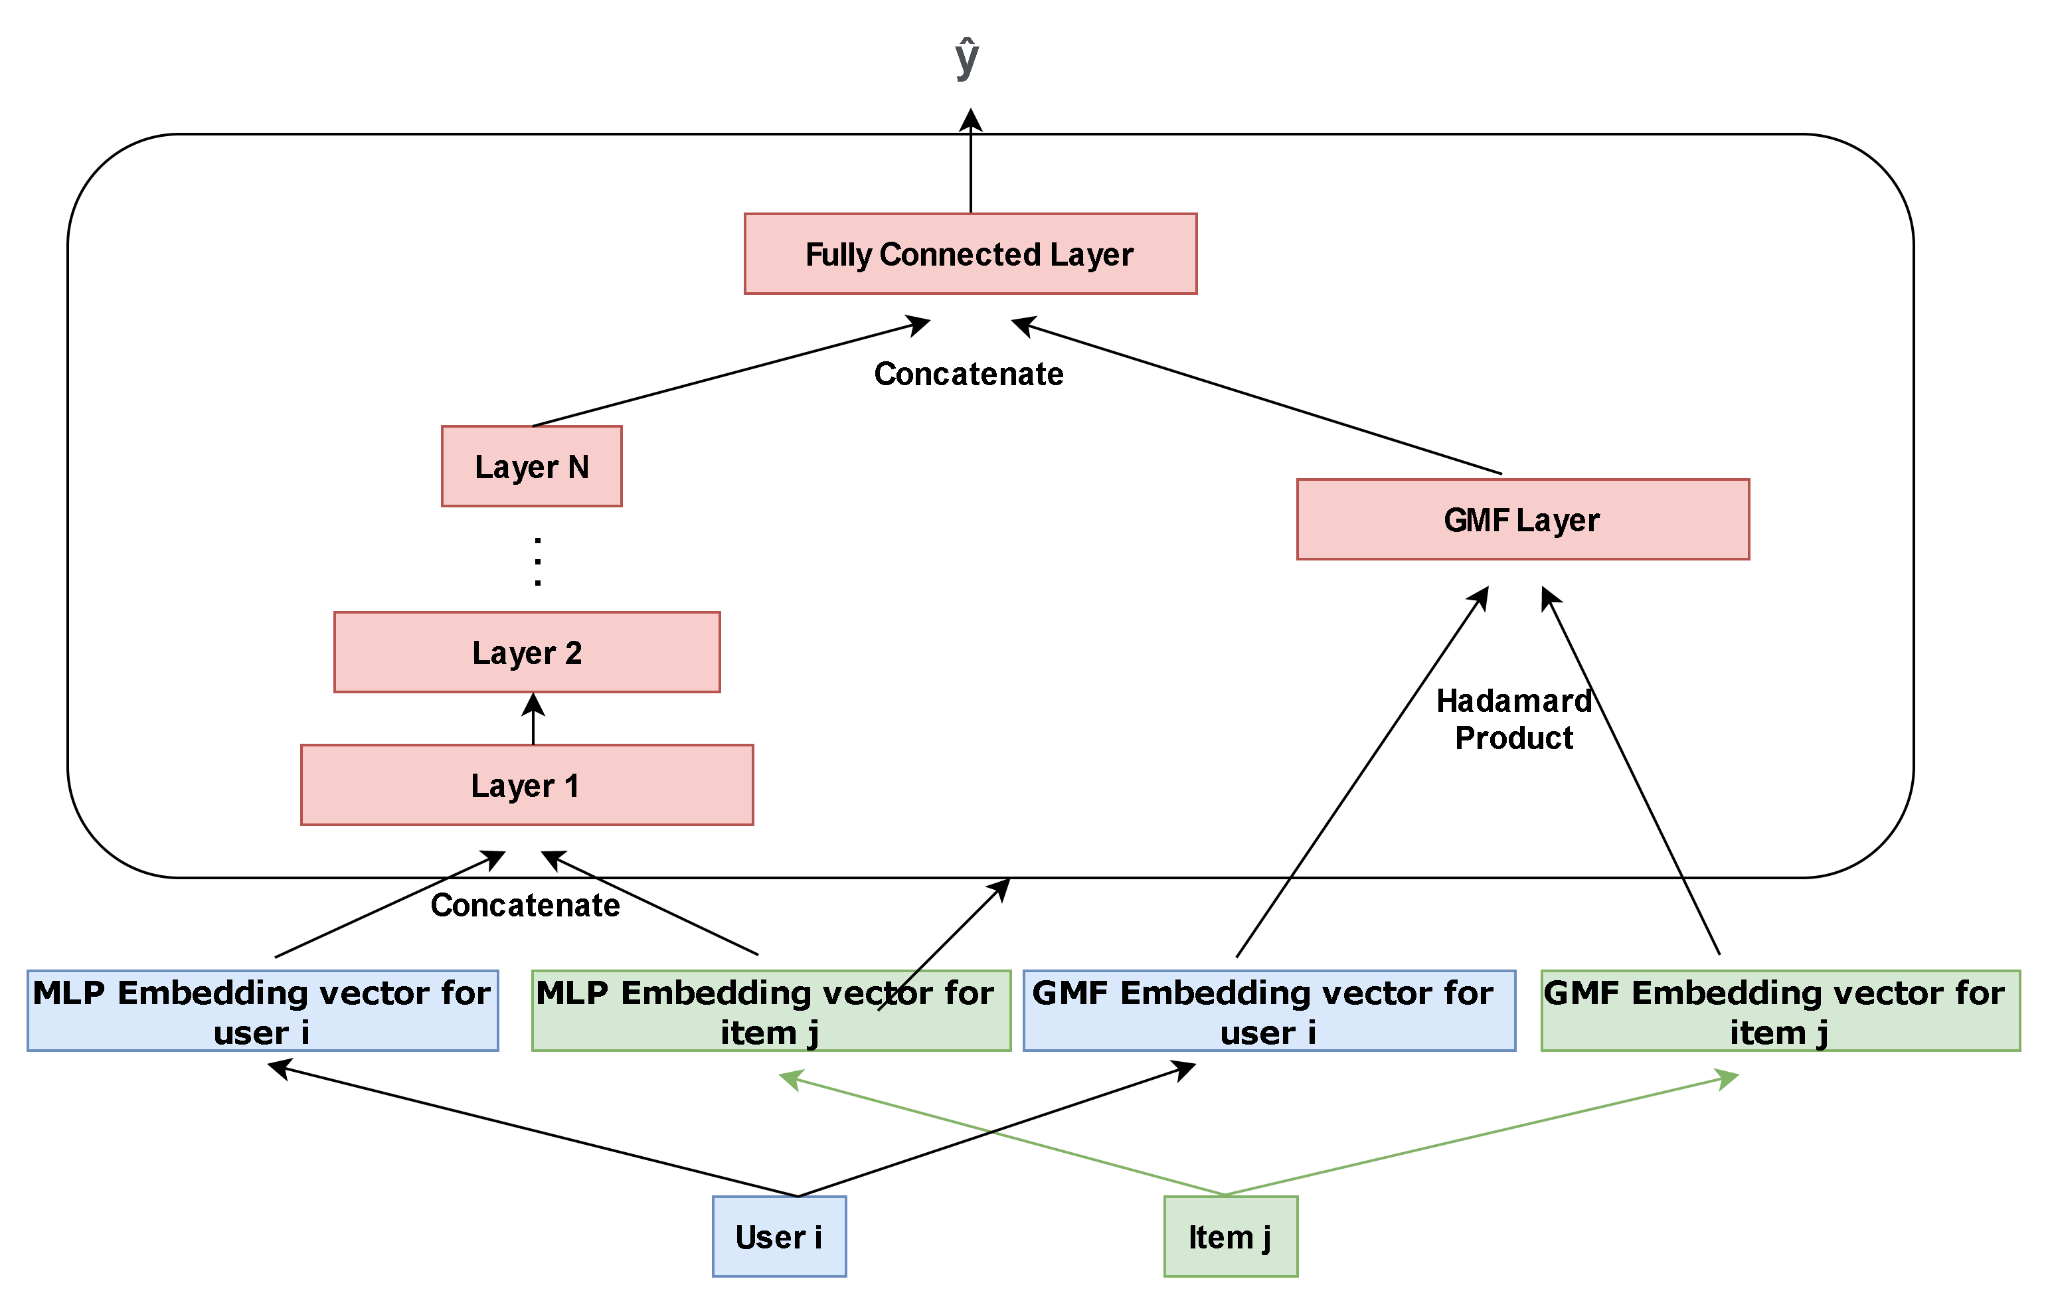 ŷ
Fully Connected Layer
Concatenate
Layer N
GMF Layer
Layer 2
Hadamard
Product
Layer 1
Concatenate
MLP Embedding vector for
user i
MLP Embedding vector for
item j
GMF Embedding vector for
user i
GMF Embedding vector for
item j
User i
Item j